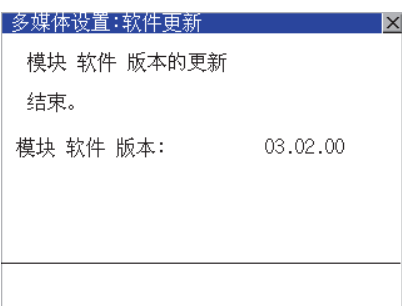 多媒体设置:软件更新
模块 软件 版本的更新
结束。
模块 软件 版本: 03.02.00